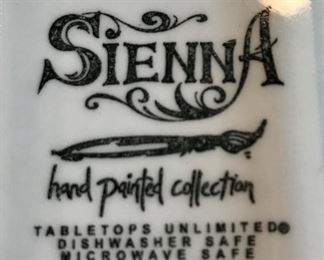 SIENNA
hand painted collection
TABLETOPS UNLIMITED®
DISHWASHER SAFE
MICROWAVE SAFE